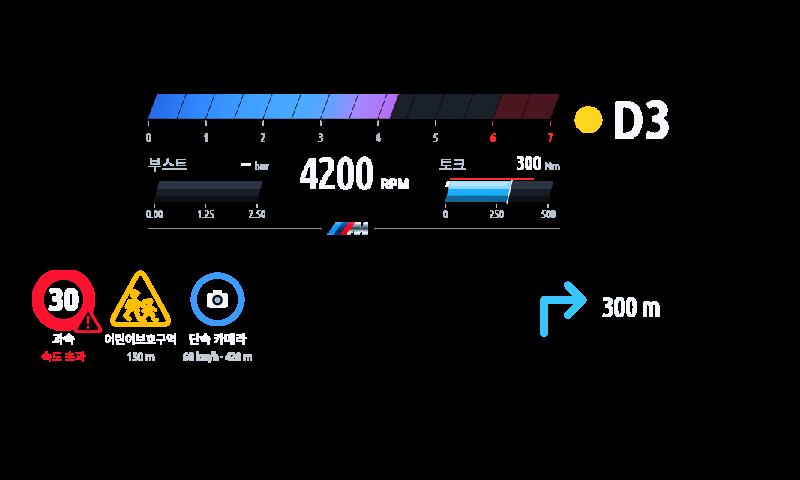 D3
0 1 2 3 4 5 6 7
부스트 – bar
4200 RPM
토크 300 Nm
0.00 1.25 2.50
0 250 500
M
30
과속
속도 초과
어린이보호구역
150 m
단속 카메라
60 km/h · 420 m
300 m